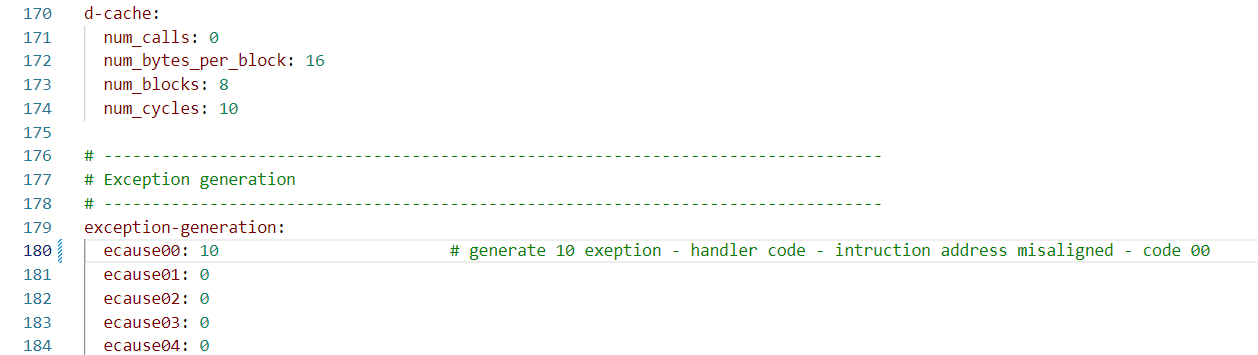 170 d-cache:
171 num_calls: 0
172 num_bytes_per_block: 16
173 num_blocks: 8
174 num_cycles: 10
175
176 # ---------------------------------------------------------------------------------
177 # Exception generation
178 # ---------------------------------------------------------------------------------
179 exception-generation:
180 ecause00: 10 # generate 10 exeption - handler code - intruction address misaligned - code 00
181 ecause01: 0
182 ecause02: 0
183 ecause03: 0
184 ecause04: 0